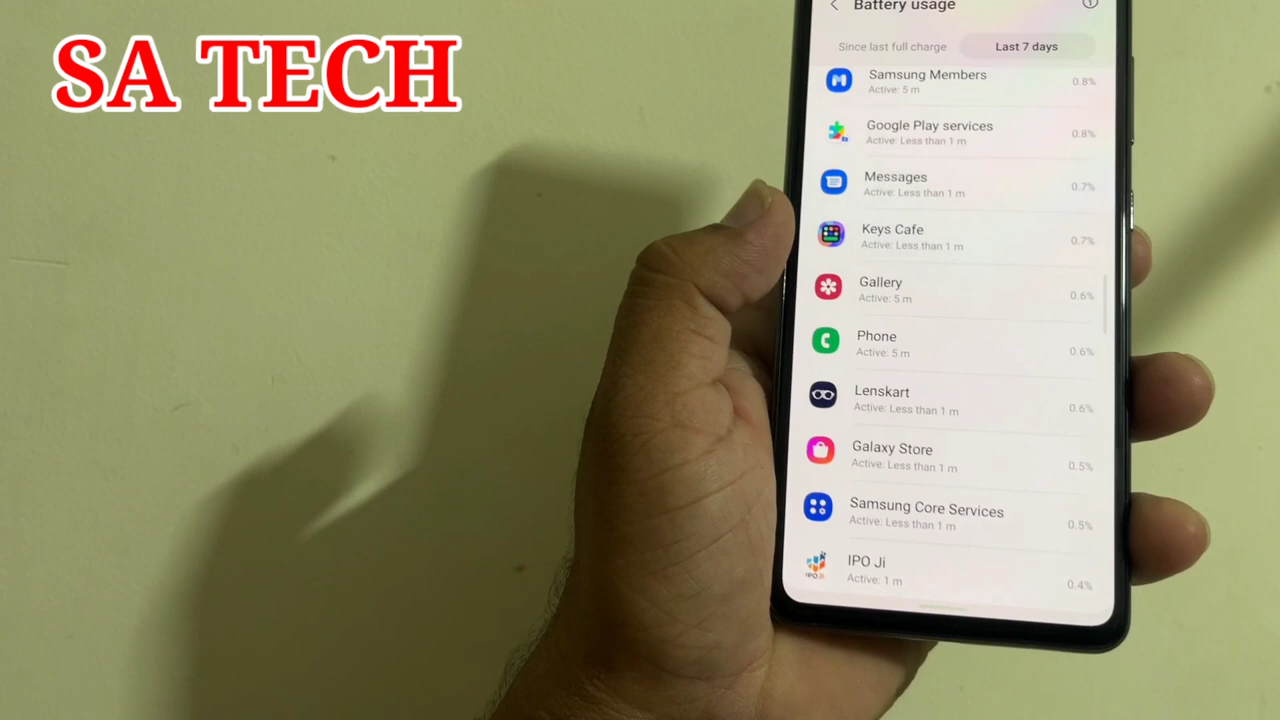 SA TECH
Battery usage
Since last full charge
Last 7 days
Samsung Members
Active: 5 m
0.8%
Google Play services
Active: Less than 1 m
0.8%
Messages
Active: Less than 1 m
0.7%
Keys Cafe
Active: Less than 1 m
0.7%
Gallery
Active: 5 m
0.6%
Phone
Active: 5 m
0.6%
Lenskart
Active: Less than 1 m
0.6%
Galaxy Store
Active: Less than 1 m
0.5%
Samsung Core Services
Active: Less than 1 m
0.5%
IPO Ji
Active: 1 m
0.4%